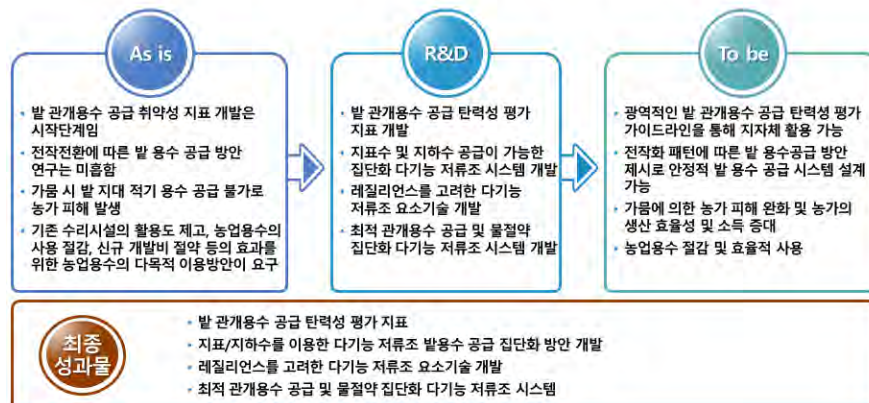 As is
밭 관개용수 공급 취약성 지표 개발은
시작단계임
전작전환에 따른 밭 용수 공급 방안
연구는 미흡함
가뭄 시 밭 지대 적기 용수 공급 불가로
농가 피해 발생
기존 수리시설의 활용도 제고, 농업용수의
사용 절감, 신규 개발비 절약 등의 효과를
위한 농업용수의 다목적 이용방안이 요구
R&D
밭 관개용수 공급 탄력성 평가
지표 개발
지표수 및 지하수 공급이 가능한
집단화 다기능 저류조 시스템 개발
레질리언스를 고려한 다기능
저류조 요소기술 개발
최적 관개용수 공급 및 물절약
집단화 다기능 저류조 시스템 개발
To be
광역적인 밭 관개용수 공급 탄력성 평가
가이드라인을 통해 지자체 활용 가능
전작화 패턴에 따른 밭 용수공급 방안
제시로 안정적 밭 용수 공급 시스템 설계
가능
가뭄에 의한 농가 피해 완화 및 농가의
생산 효율성 및 소득 증대
농업용수 절감 및 효율적 사용
최종
성과물
밭 관개용수 공급 탄력성 평가 지표
지표/지하수를 이용한 다기능 저류조 밭용수 공급 집단화 방안 개발
레질리언스를 고려한 다기능 저류조 요소기술 개발
최적 관개용수 공급 및 물절약 집단화 다기능 저류조 시스템